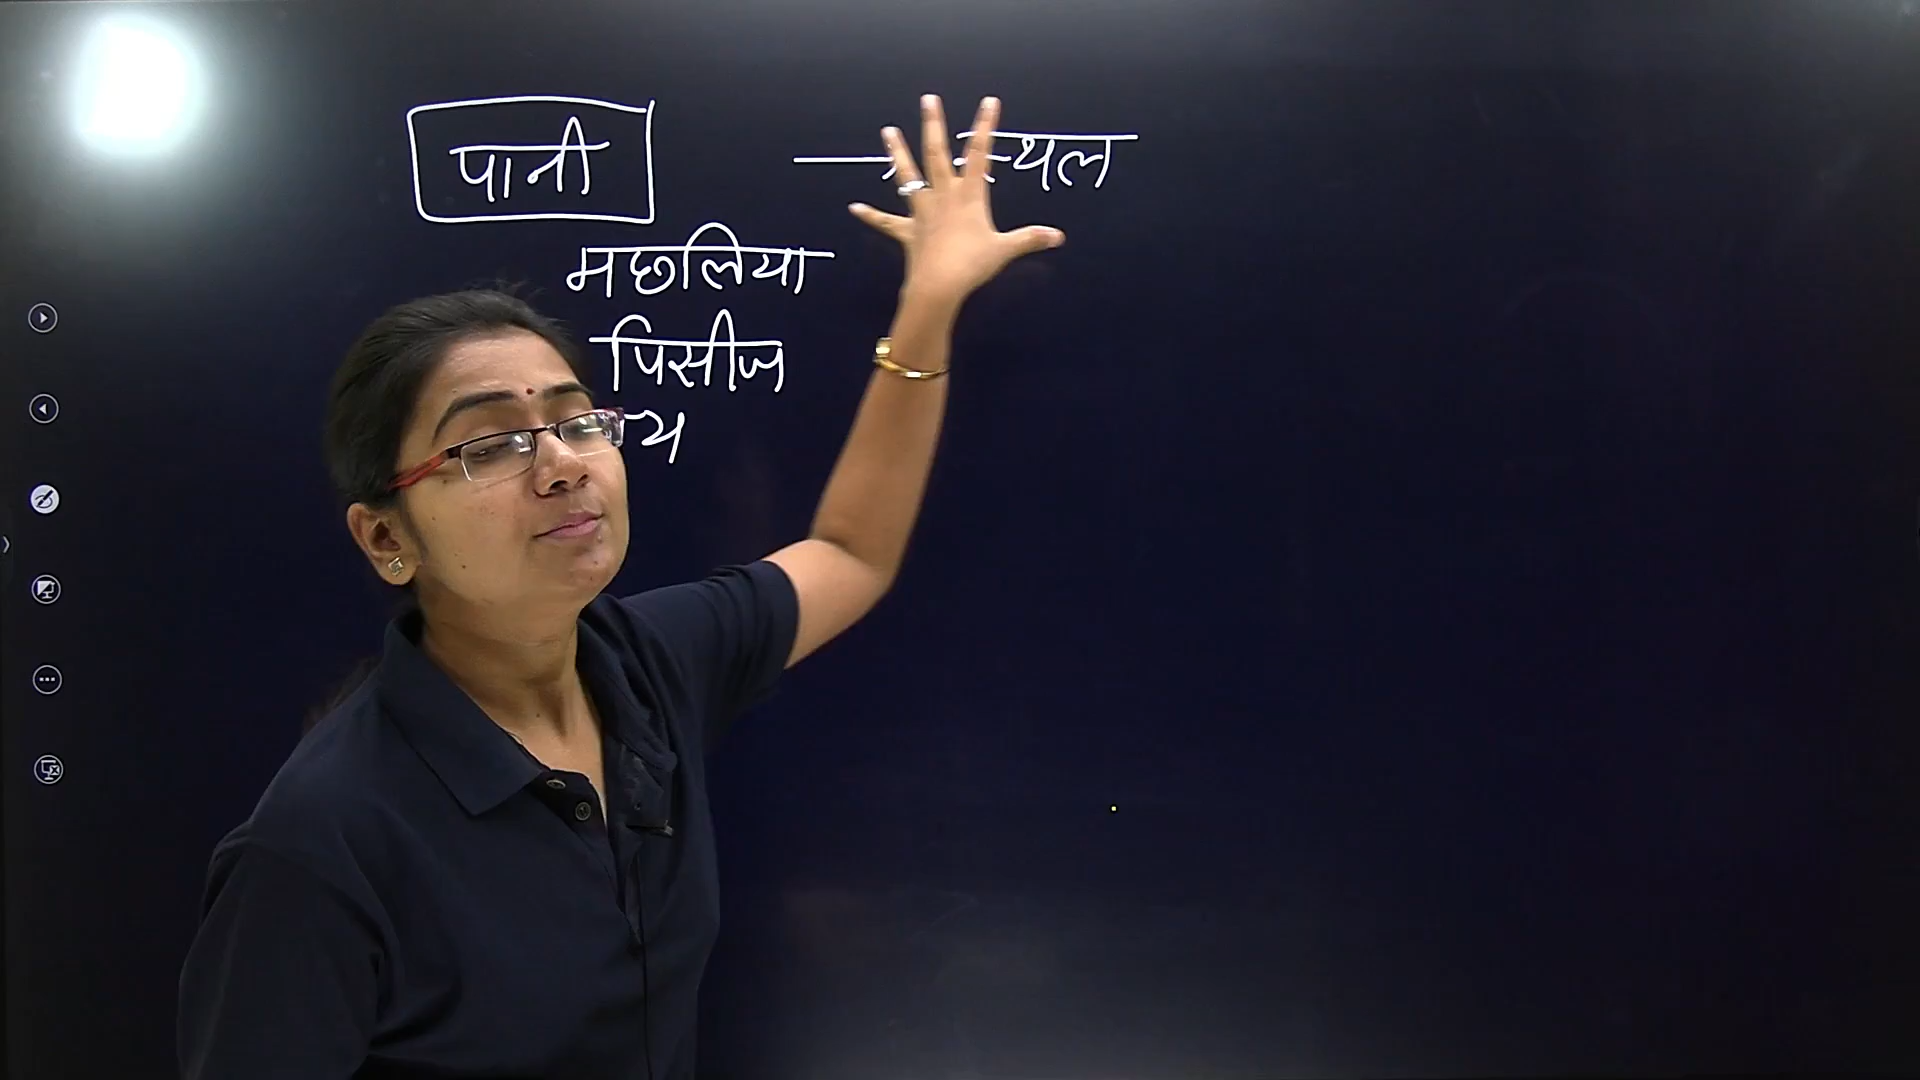 पानी स्थल
मछलिया
पिसीज